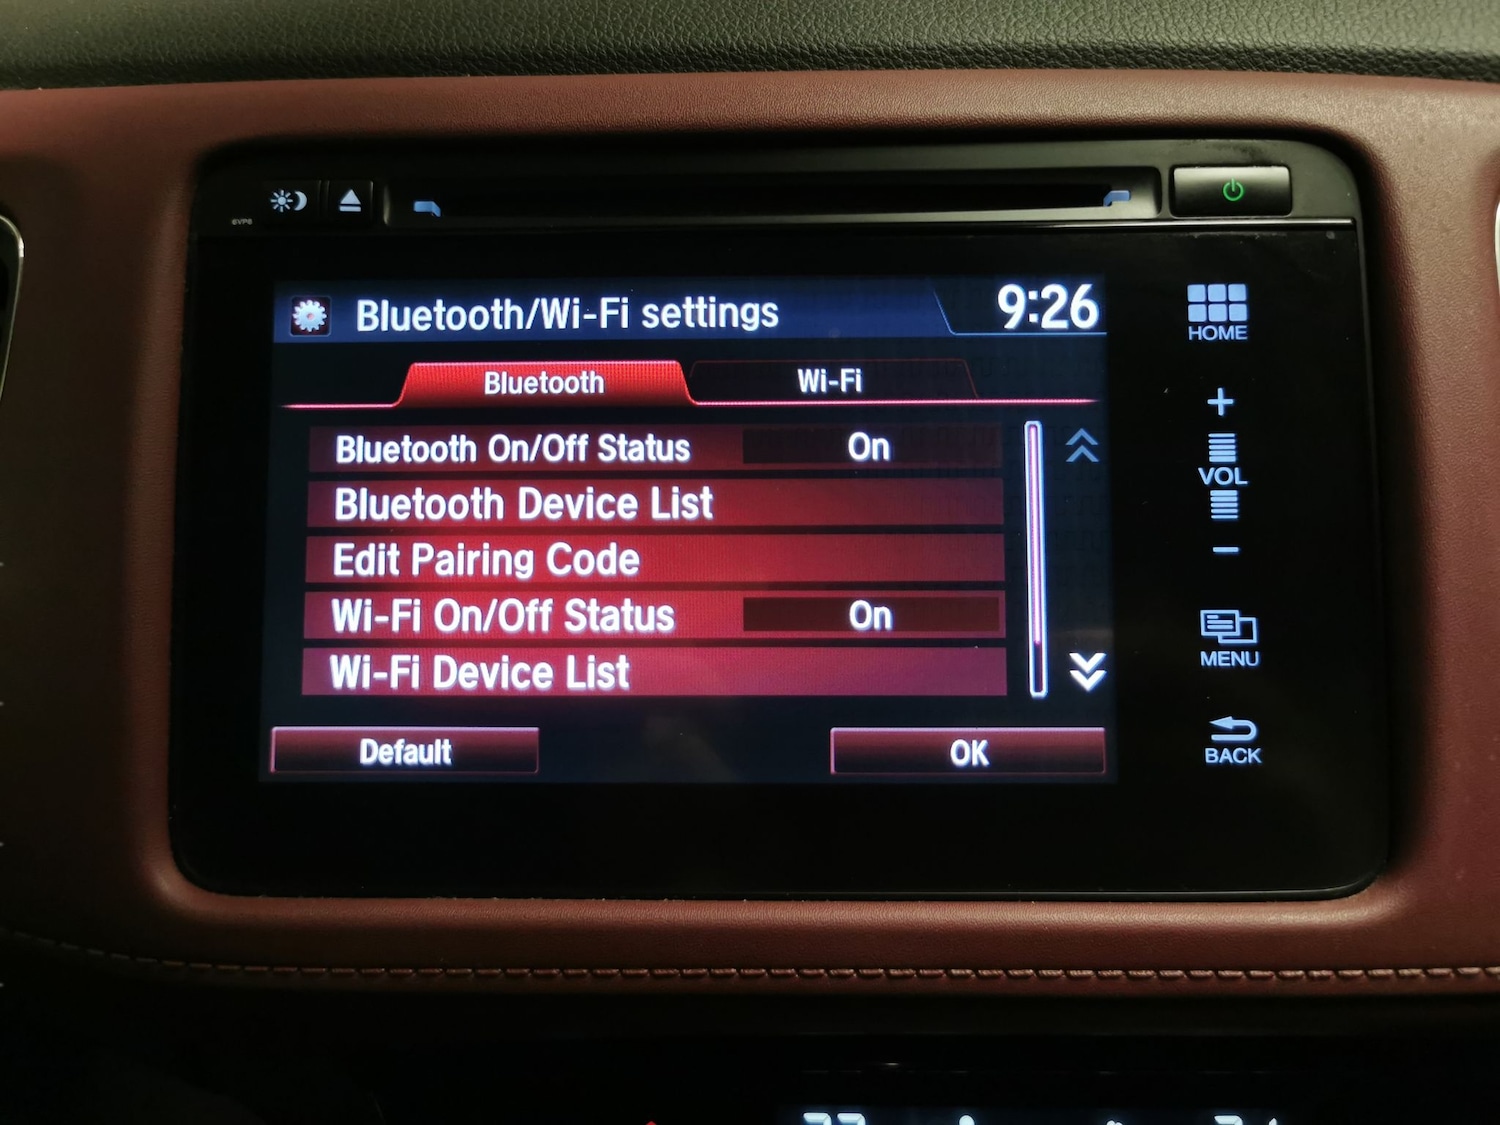 Bluetooth/Wi-Fi settings 9:26
HOME
Bluetooth Wi-Fi
+
Bluetooth On/Off Status On
VOL
Bluetooth Device List
−
Edit Pairing Code
Wi-Fi On/Off Status On
MENU
Wi-Fi Device List
Default OK
BACK